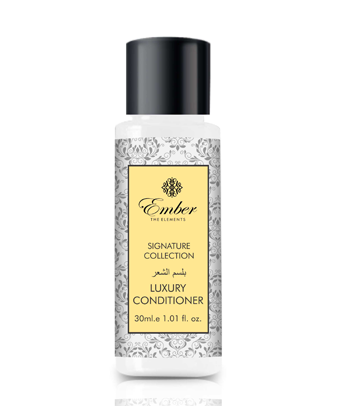 Ember
THE ELEMENTS
SIGNATURE
COLLECTION
بلسم الشعر
LUXURY
CONDITIONER
30ml.e 1.01 fl. oz.